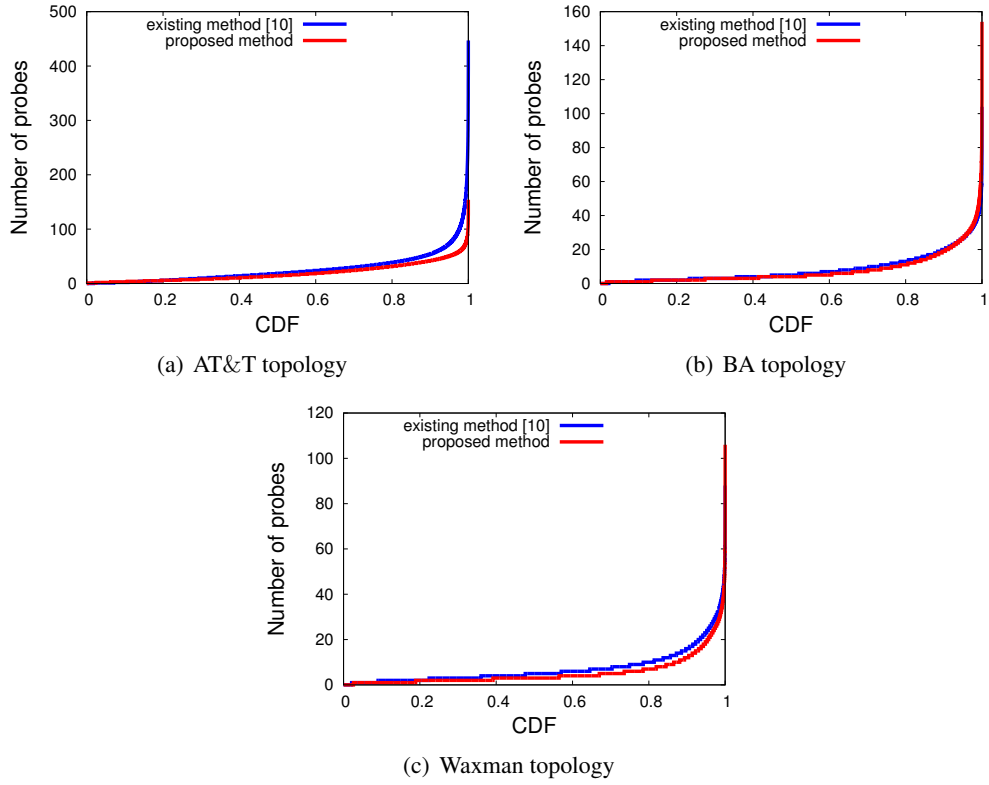 existing method [10]
proposed method
Number of probes
500
400
300
200
100
0
0 0.2 0.4 0.6 0.8 1
CDF
(a) AT&T topology
existing method [10]
proposed method
Number of probes
160
140
120
100
80
60
40
20
0
0 0.2 0.4 0.6 0.8 1
CDF
(b) BA topology
existing method [10]
proposed method
Number of probes
120
100
80
60
40
20
0
0 0.2 0.4 0.6 0.8 1
CDF
(c) Waxman topology